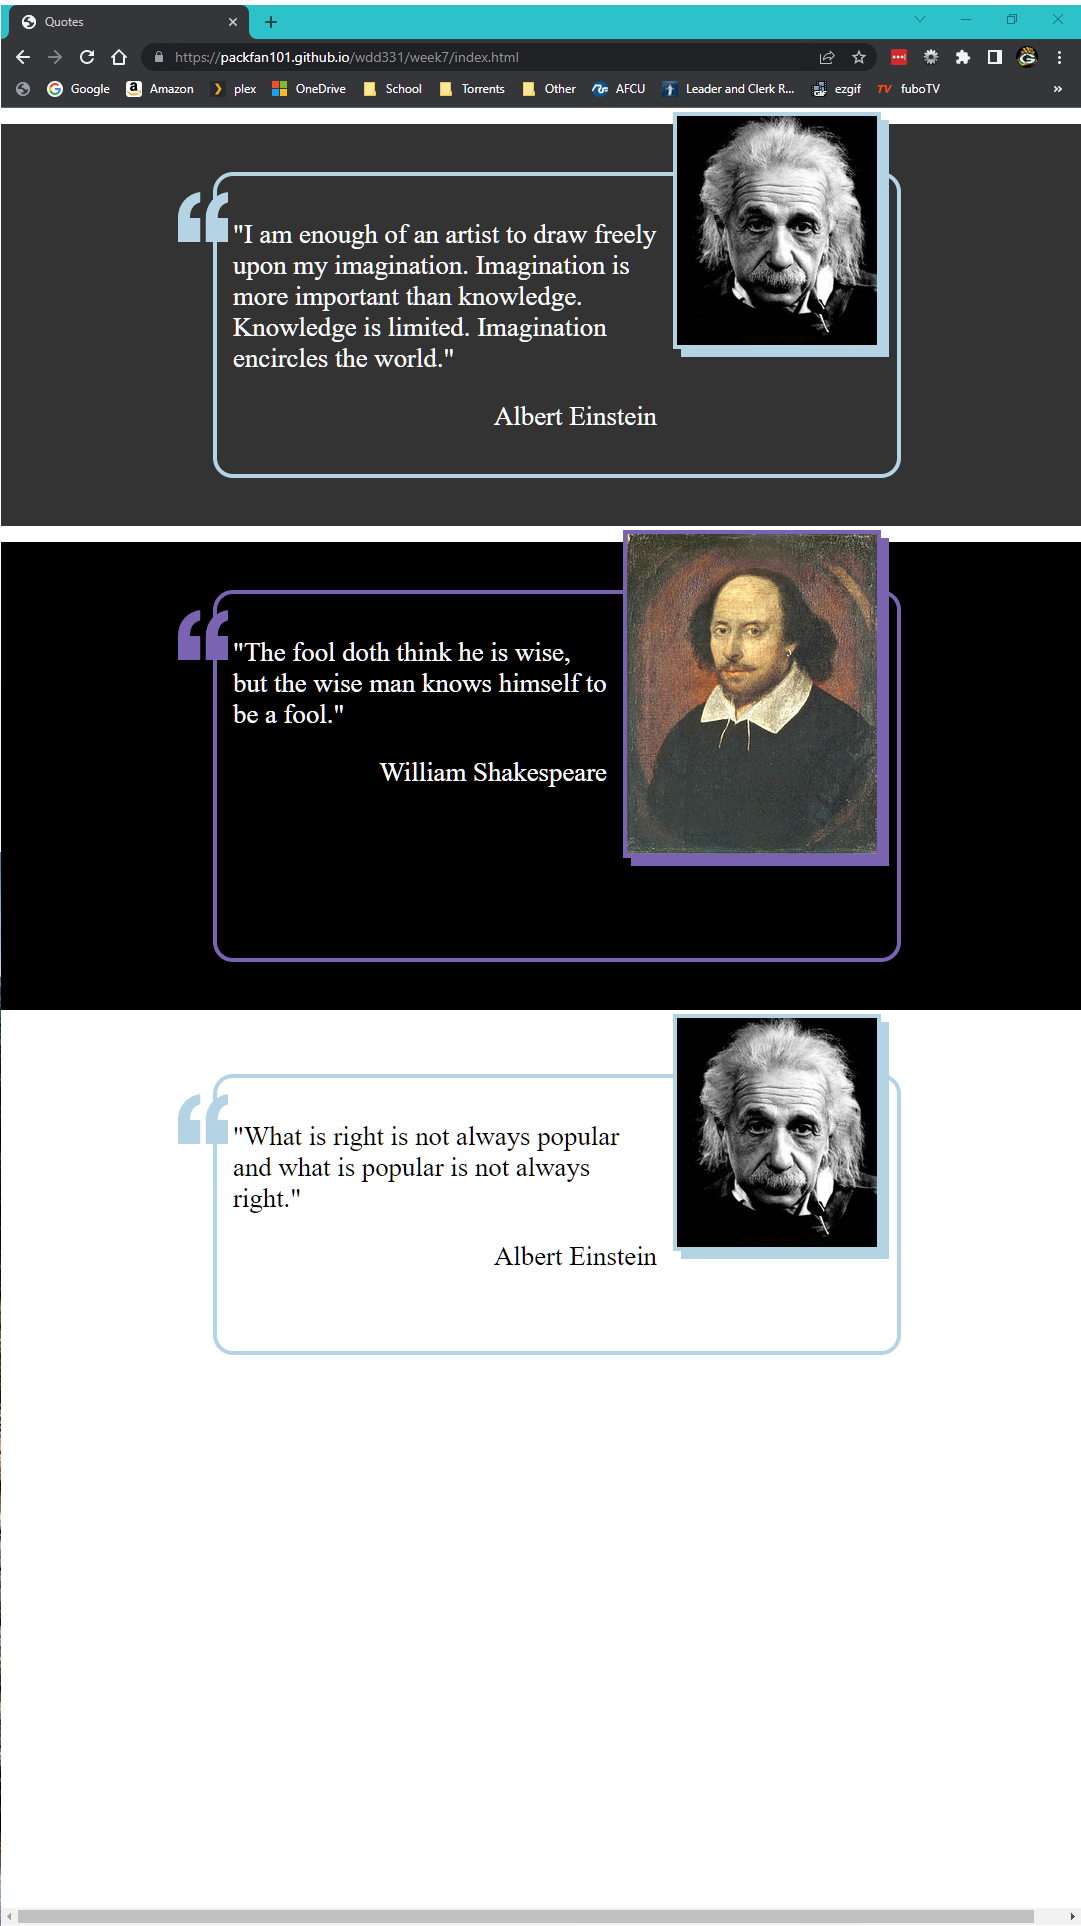 Quotes
https://packfan101.github.io/wdd331/week7/index.html
Google Amazon plex OneDrive School Torrents Other AFCU Leader and Clerk R... ezgif TV fuboTV »
"I am enough of an artist to draw freely
upon my imagination. Imagination is
more important than knowledge.
Knowledge is limited. Imagination
encircles the world."
Albert Einstein
"The fool doth think he is wise,
but the wise man knows himself to
be a fool."
William Shakespeare
"What is right is not always popular
and what is popular is not always
right."
Albert Einstein